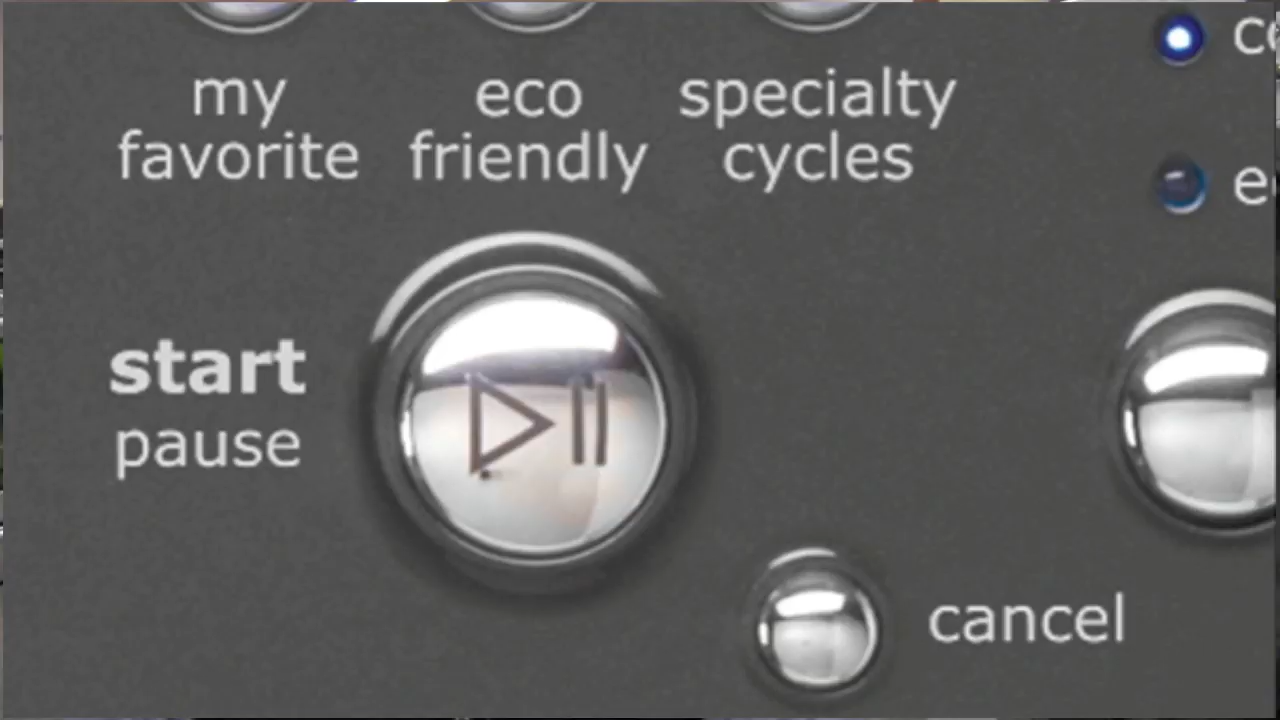 my favorite
eco friendly
specialty cycles
start
pause
cancel